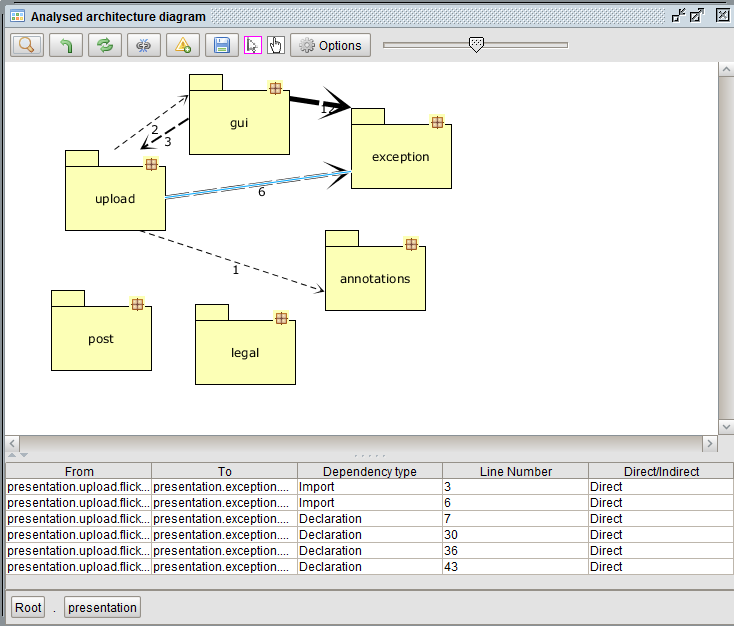 Analysed architecture diagram
Options
gui
12
exception
2
3
upload
6
annotations
1
post
legal
From To Dependency type Line Number Direct/Indirect
presentation.upload.flick... presentation.exception.... Import 3 Direct
presentation.upload.flick... presentation.exception.... Import 6 Direct
presentation.upload.flick... presentation.exception.... Declaration 7 Direct
presentation.upload.flick... presentation.exception.... Declaration 30 Direct
presentation.upload.flick... presentation.exception.... Declaration 36 Direct
presentation.upload.flick... presentation.exception.... Declaration 43 Direct
Root . presentation